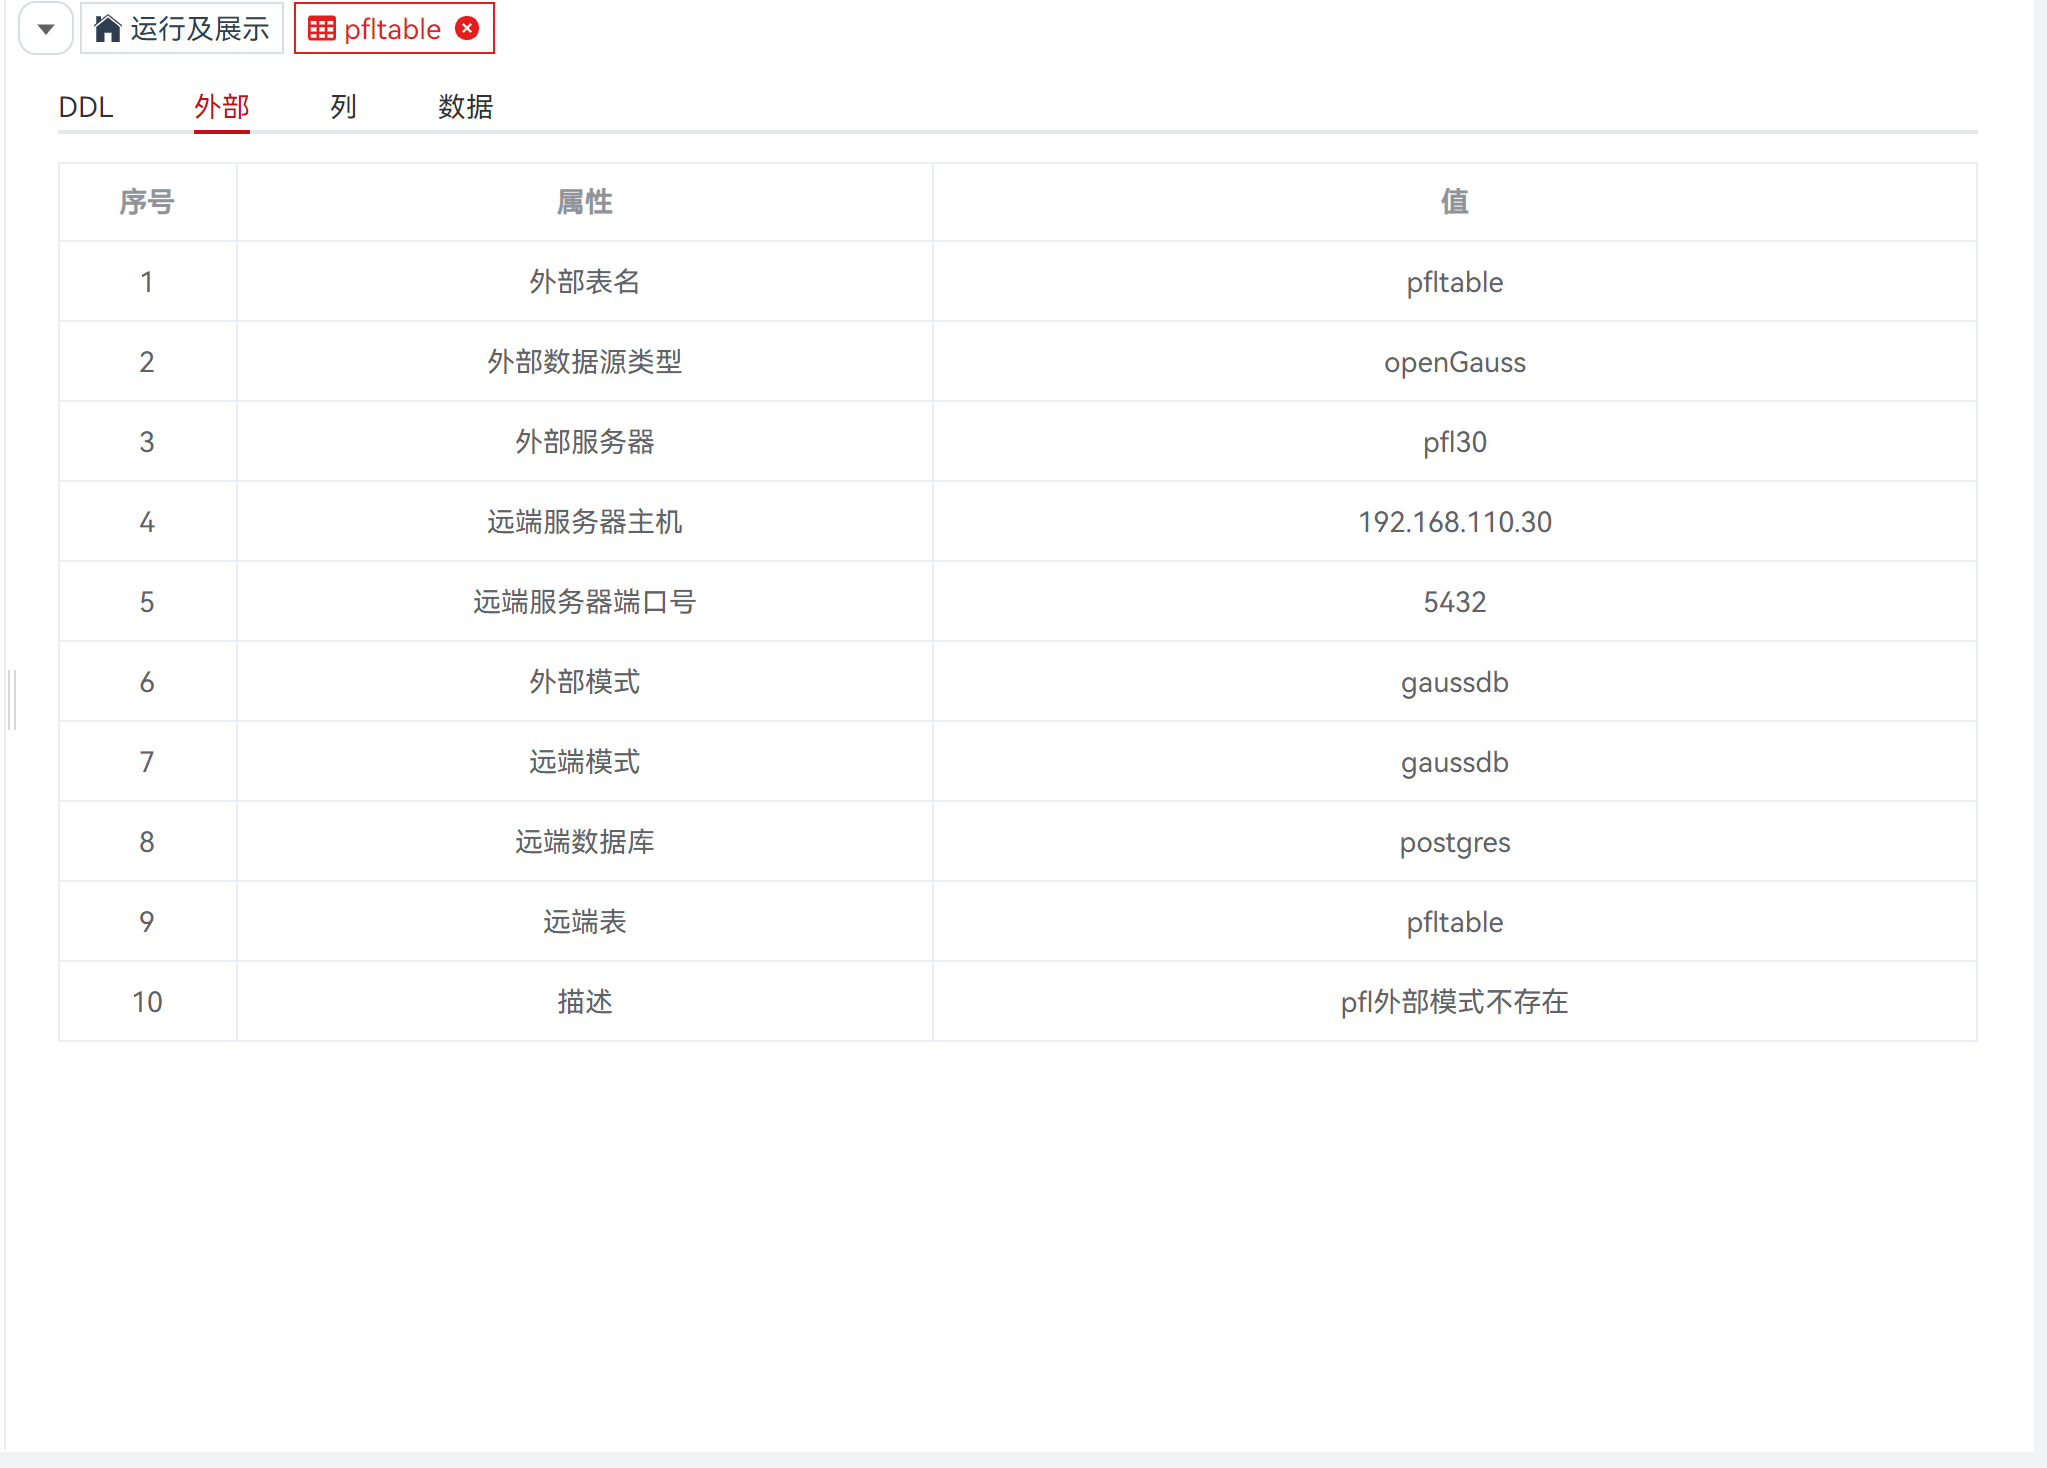 运行及展示 pfltable
DDL 外部 列 数据
序号 属性 值
1 外部表名 pfltable
2 外部数据源类型 openGauss
3 外部服务器 pfl30
4 远端服务器主机 192.168.110.30
5 远端服务器端口号 5432
6 外部模式 gaussdb
7 远端模式 gaussdb
8 远端数据库 postgres
9 远端表 pfltable
10 描述 pfl外部模式不存在